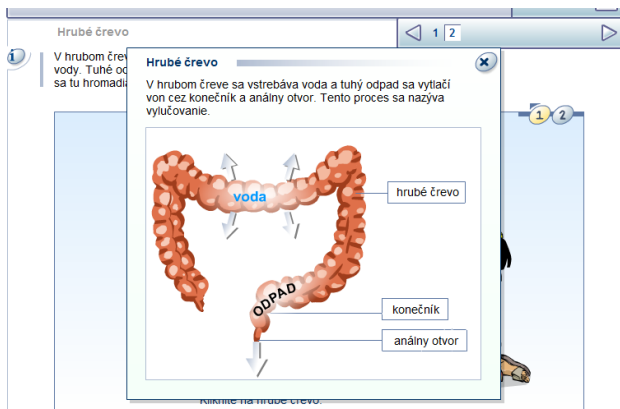 Hrubé črevo
1 2
V hrubom črev
vody. Tuhé od
sa tu hromadia
Hrubé črevo
V hrubom čreve sa vstrebáva voda a tuhý odpad sa vytlačí
von cez konečník a análny otvor. Tento proces sa nazýva
vylučovanie.
1 2
voda
hrubé črevo
ODPAD
konečník
análny otvor
Kliknite na hrubé črevo.